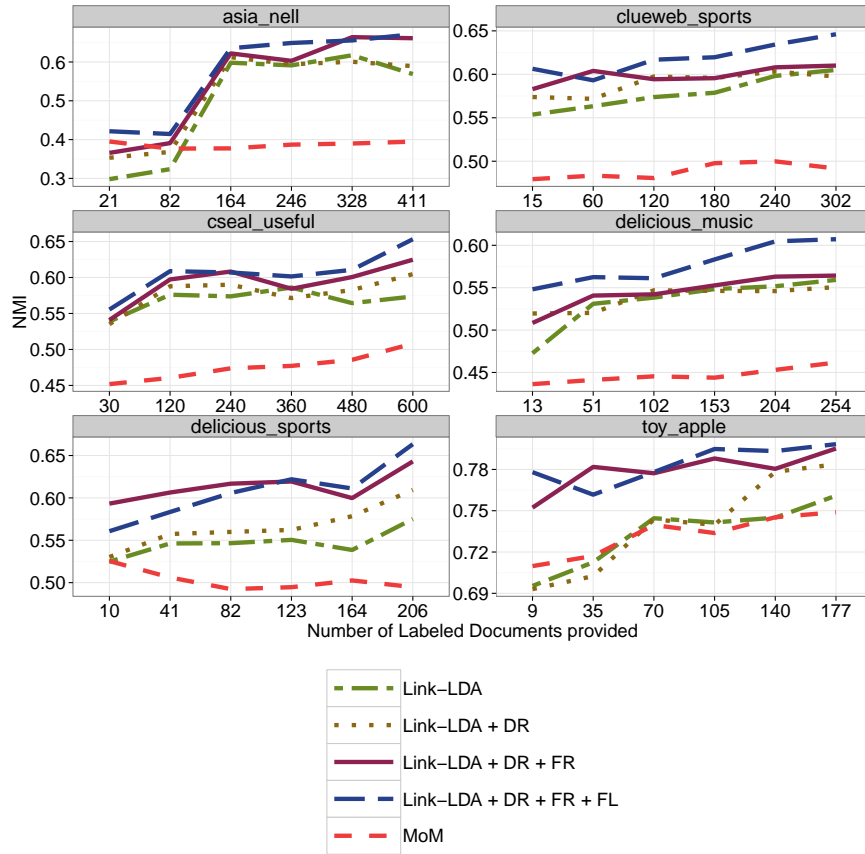 asia_nell
clueweb_sports
0.6
0.5
0.4
0.3
0.60
0.55
0.50
21 82 164 246 328 411
15 60 120 180 240 302
cseal_useful
delicious_music
0.65
0.60
0.55
0.50
0.45
0.60
0.55
0.50
0.45
NMI
30 120 240 360 480 600
13 51 102 153 204 254
delicious_sports
toy_apple
0.65
0.60
0.55
0.50
0.78
0.75
0.72
0.69
10 41 82 123 164 206
9 35 70 105 140 177
Number of Labeled Documents provided
Link−LDA
Link−LDA + DR
Link−LDA + DR + FR
Link−LDA + DR + FR + FL
MoM